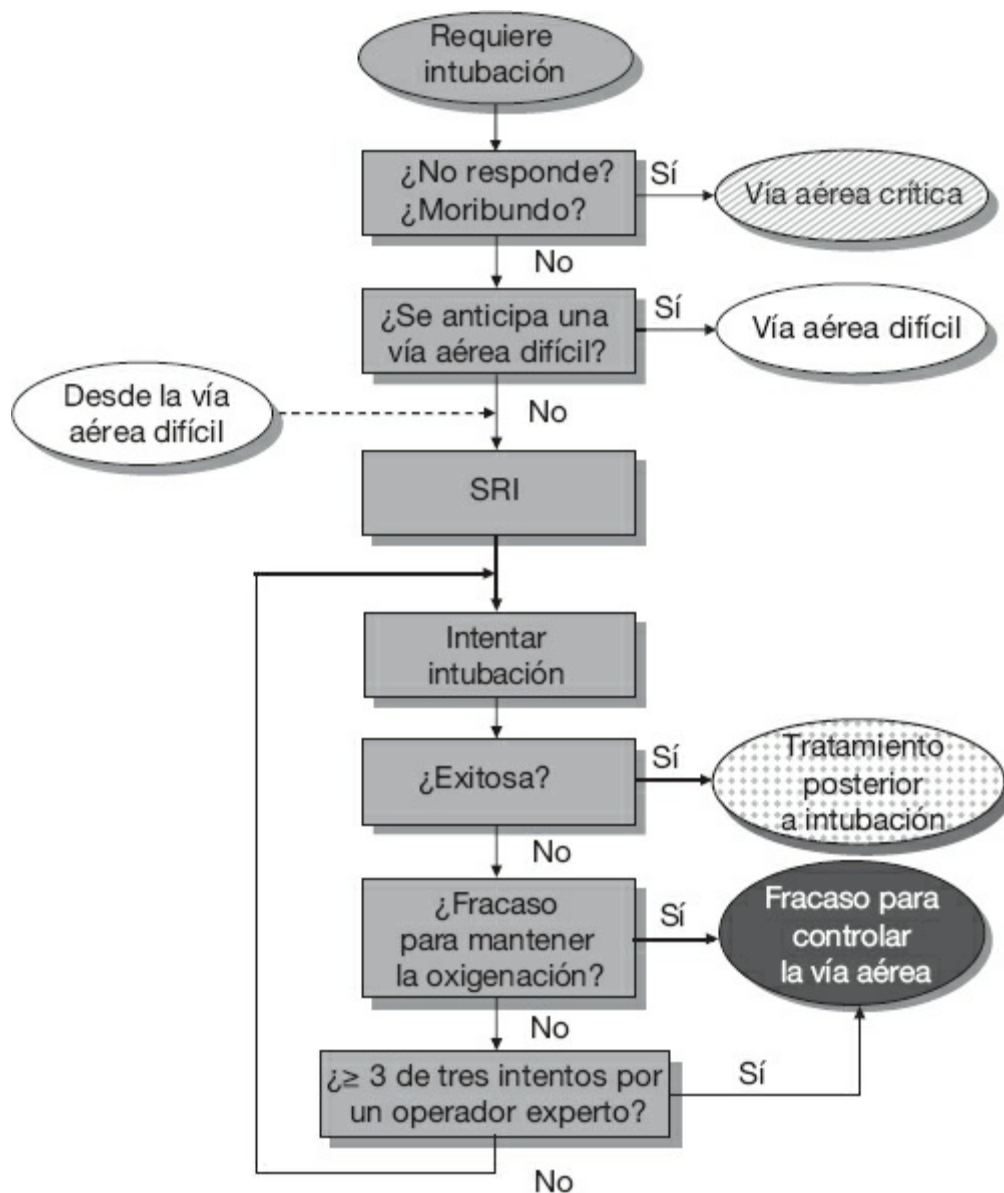 Requiere
intubación
¿No responde?
¿Moribundo?
Sí
Vía aérea crítica
No
¿Se anticipa una
vía aérea difícil?
Sí
Vía aérea difícil
Desde la vía
aérea difícil
No
SRI
Intentar
intubación
¿Exitosa?
Sí
Tratamiento
posterior
a intubación
No
¿Fracaso
para mantener
la oxigenación?
Sí
Fracaso para
controlar
la vía aérea
No
¿≥ 3 de tres intentos por
un operador experto?
Sí
No